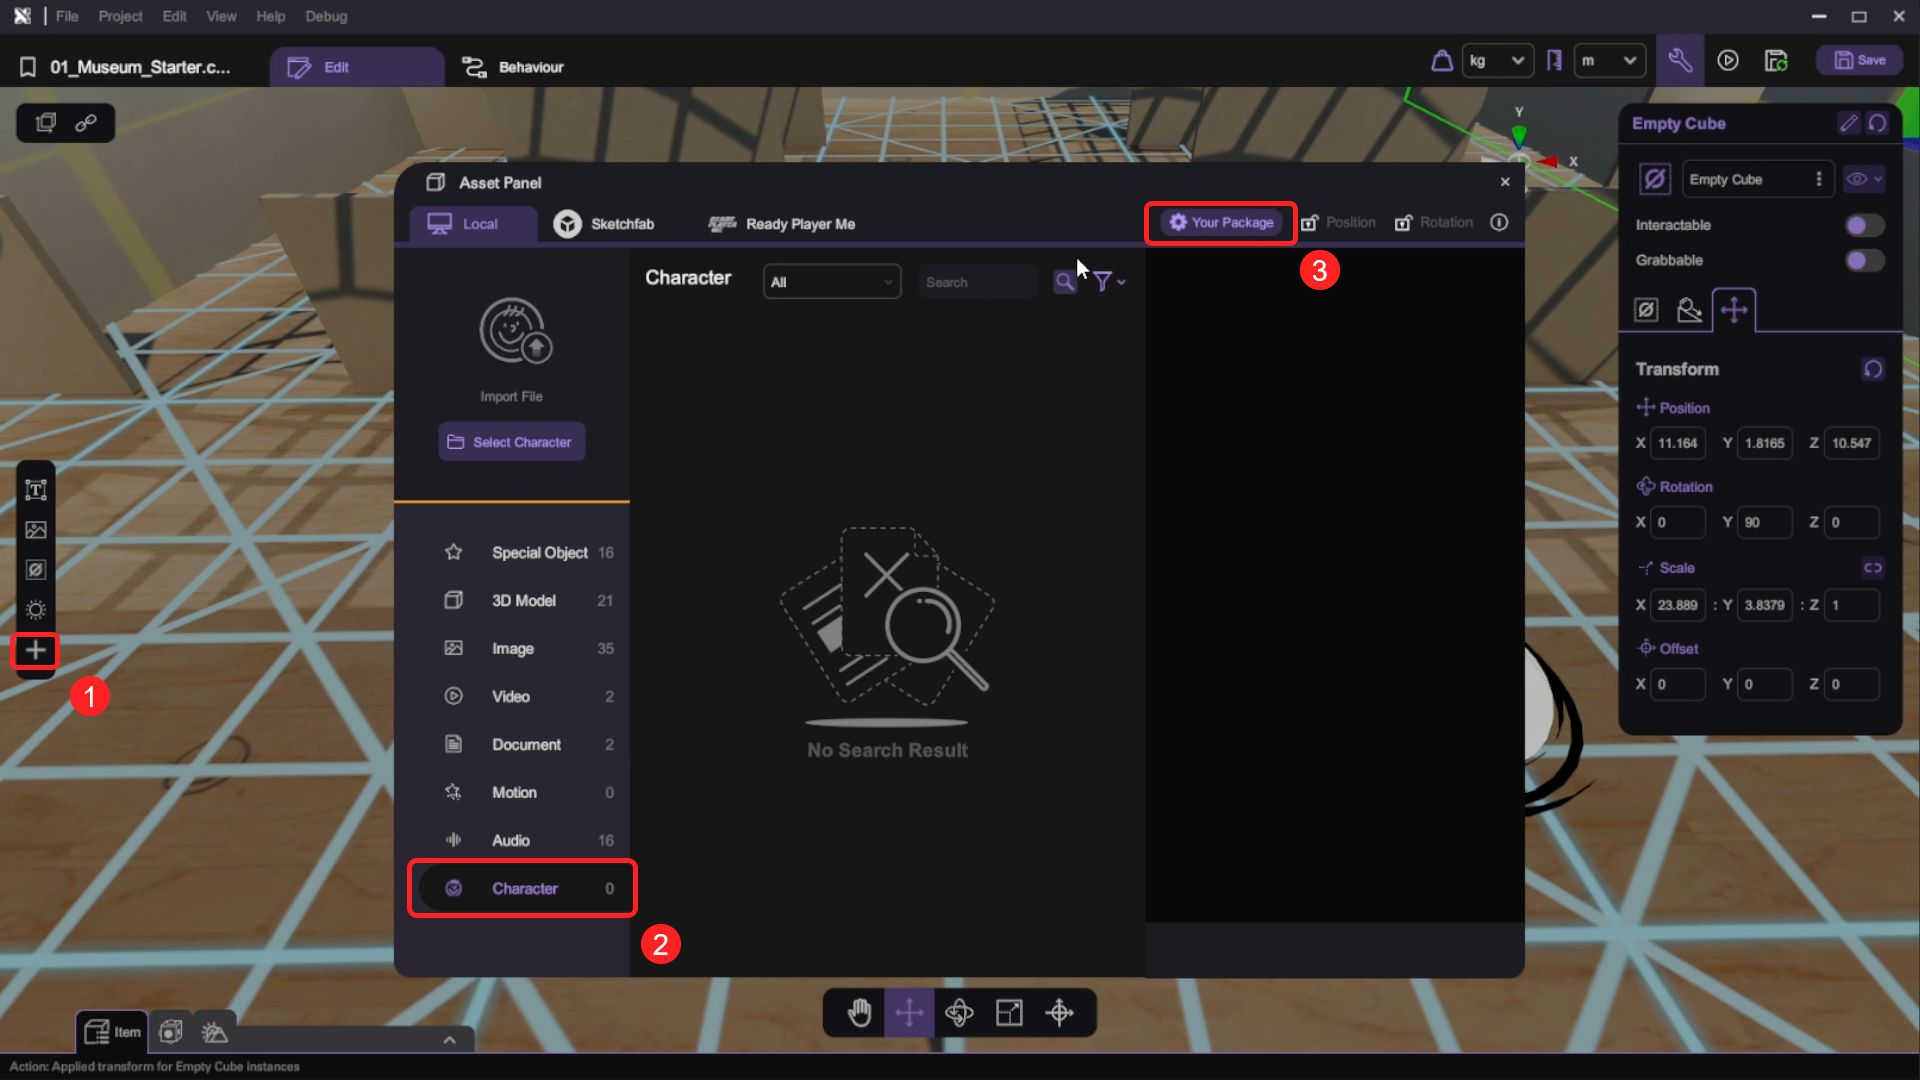 File Project Edit View Help Debug
01_Museum_Starter.c... Edit Behaviour kg m Save
Asset Panel
Local Sketchfab Ready Player Me Your Package Position Rotation
3
Import File
Select Character
Special Object 16
3D Model 21
Image 35
Video 2
Document 2
Motion 0
Audio 16
Character 0
Character All Search
No Search Result
1
2
Y
X
Empty Cube
Empty Cube
Interactable
Grabbable
Transform
Position
X 11.164 Y 1.8165 Z 10.547
Rotation
X 0 Y 90 Z 0
Scale
X 23.889 : Y 3.8379 : Z 1
Offset
X 0 Y 0 Z 0
Item
Action: Applied transform for Empty Cube instances